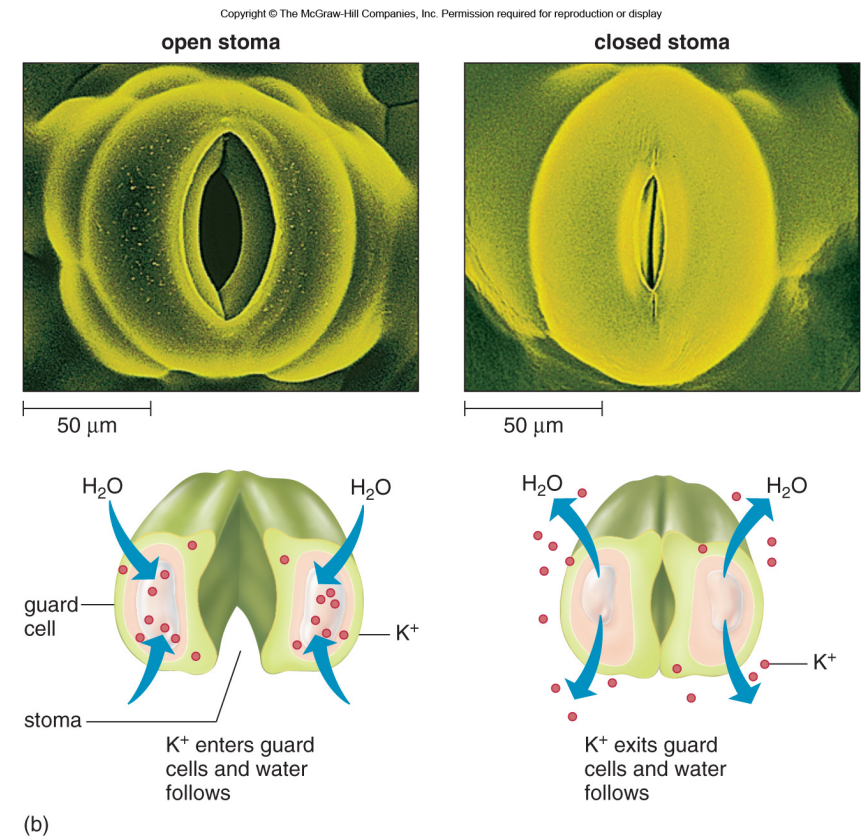 Copyright © The McGraw-Hill Companies, Inc. Permission required for reproduction or display
open stoma
closed stoma
50 μm
50 μm
H₂O
H₂O
H₂O
H₂O
guard
cell
K⁺
K⁺
stoma
K⁺ enters guard
cells and water
follows
K⁺ exits guard
cells and water
follows
(b)